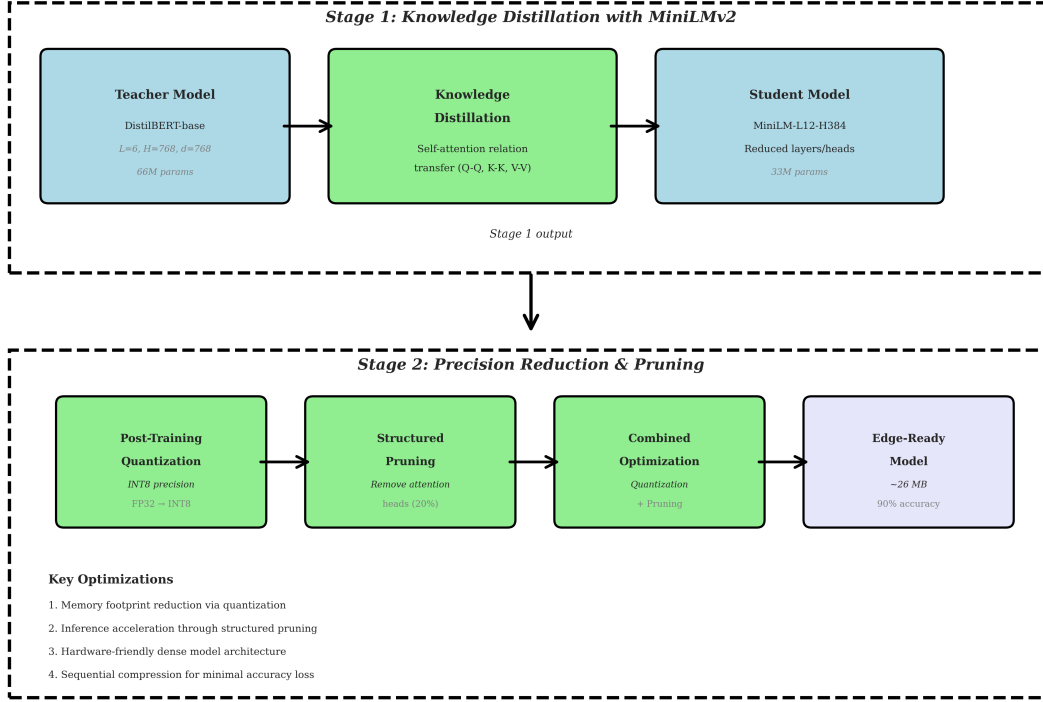 Stage 1: Knowledge Distillation with MiniLMv2
Teacher Model
DistilBERT-base
L=6, H=768, d=768
66M params
Knowledge
Distillation
Self-attention relation
transfer (Q-Q, K-K, V-V)
Student Model
MiniLM-L12-H384
Reduced layers/heads
33M params
Stage 1 output
Stage 2: Precision Reduction & Pruning
Post-Training
Quantization
INT8 precision
FP32 → INT8
Structured
Pruning
Remove attention
heads (20%)
Combined
Optimization
Quantization
+ Pruning
Edge-Ready
Model
~26 MB
90% accuracy
Key Optimizations
1. Memory footprint reduction via quantization
2. Inference acceleration through structured pruning
3. Hardware-friendly dense model architecture
4. Sequential compression for minimal accuracy loss